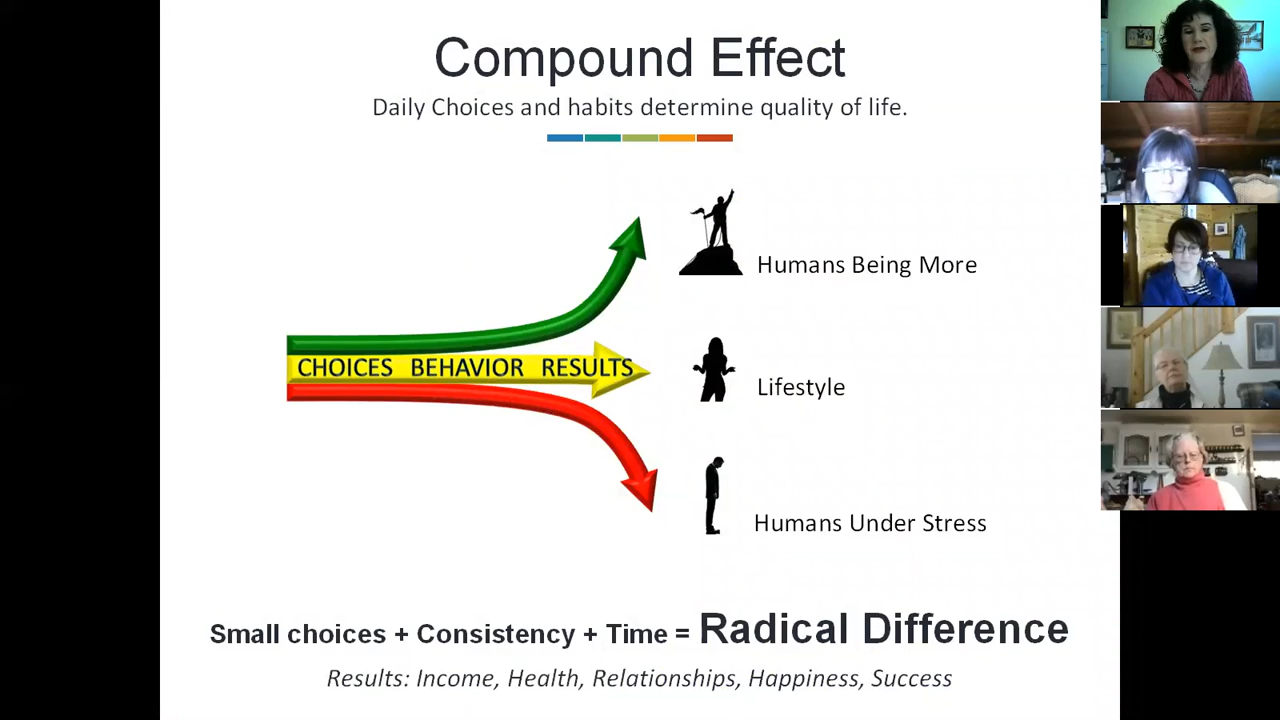 Compound Effect
Daily Choices and habits determine quality of life.
Humans Being More
CHOICES BEHAVIOR RESULTS
Lifestyle
Humans Under Stress
Small choices + Consistency + Time = Radical Difference
Results: Income, Health, Relationships, Happiness, Success